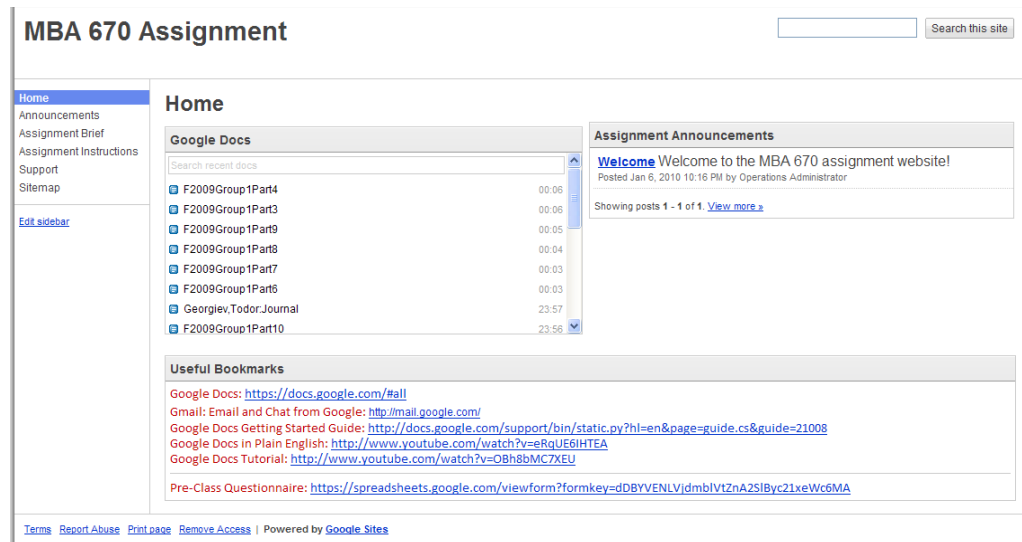 MBA 670 Assignment
Search this site
Home
Announcements
Assignment Brief
Assignment Instructions
Support
Sitemap
Edit sidebar
Home
Google Docs
Search recent docs
F2009Group1Part4 00:06
F2009Group1Part3 00:06
F2009Group1Part9 00:05
F2009Group1Part8 00:04
F2009Group1Part7 00:03
F2009Group1Part6 00:03
Georgiev,Todor:Journal 23:57
F2009Group1Part10 23:56
Assignment Announcements
Welcome Welcome to the MBA 670 assignment website!
Posted Jan 6, 2010 10:16 PM by Operations Administrator
Showing posts 1 - 1 of 1. View more »
Useful Bookmarks
Google Docs: https://docs.google.com/#all
Gmail: Email and Chat from Google: http://mail.google.com/
Google Docs Getting Started Guide: http://docs.google.com/support/bin/static.py?hl=en&page=guide.cs&guide=21008
Google Docs in Plain English: http://www.youtube.com/watch?v=eRqUE6IHTEA
Google Docs Tutorial: http://www.youtube.com/watch?v=OBh8bMC7XEU
Pre-Class Questionnaire: https://spreadsheets.google.com/viewform?formkey=dDBYVENLVjdmblVtZnA2SlByc21xeWc6MA
Terms Report Abuse Print page Remove Access | Powered by Google Sites